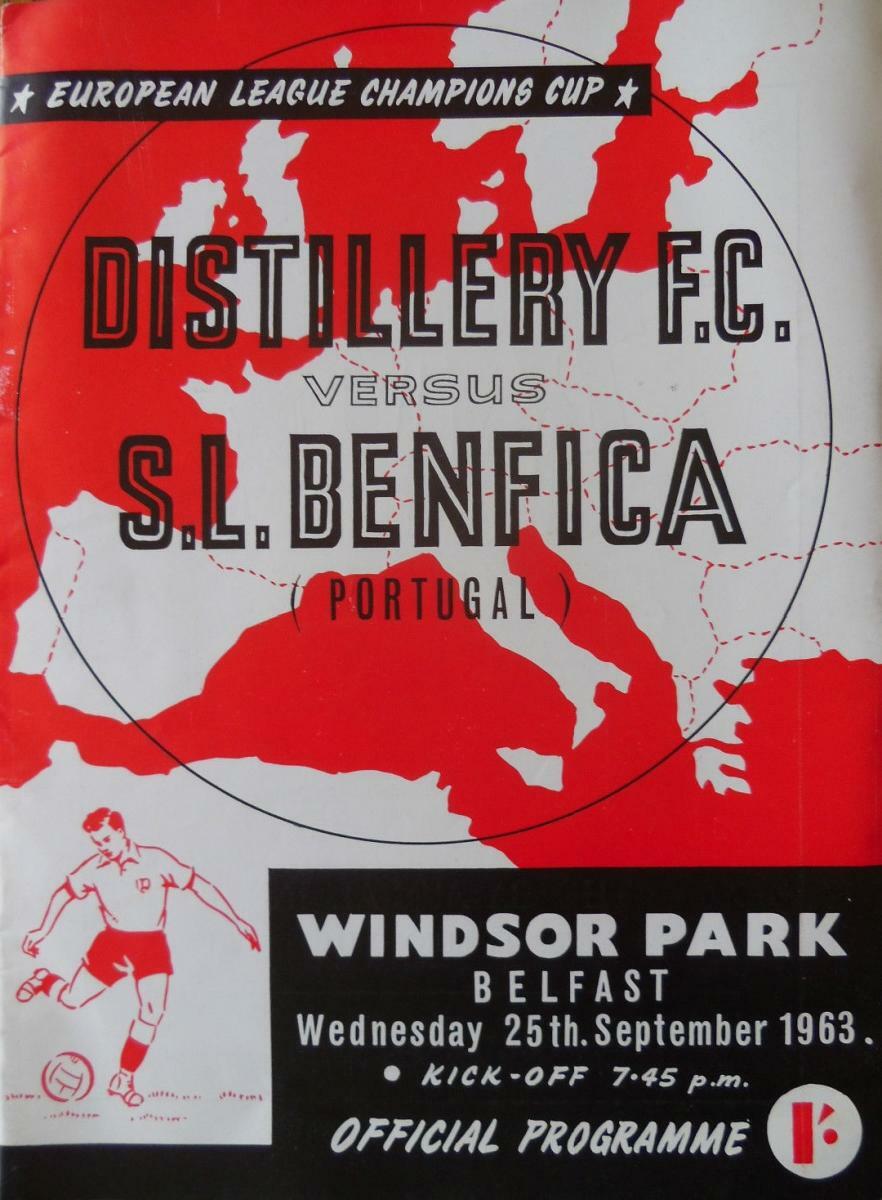 ★ EUROPEAN LEAGUE CHAMPIONS CUP ★
DISTILLERY F.C.
VERSUS
S.L. BENFICA
( PORTUGAL )
WINDSOR PARK
BELFAST
Wednesday 25th. September 1963.
• KICK-OFF 7·45 p.m.
OFFICIAL PROGRAMME
1'-